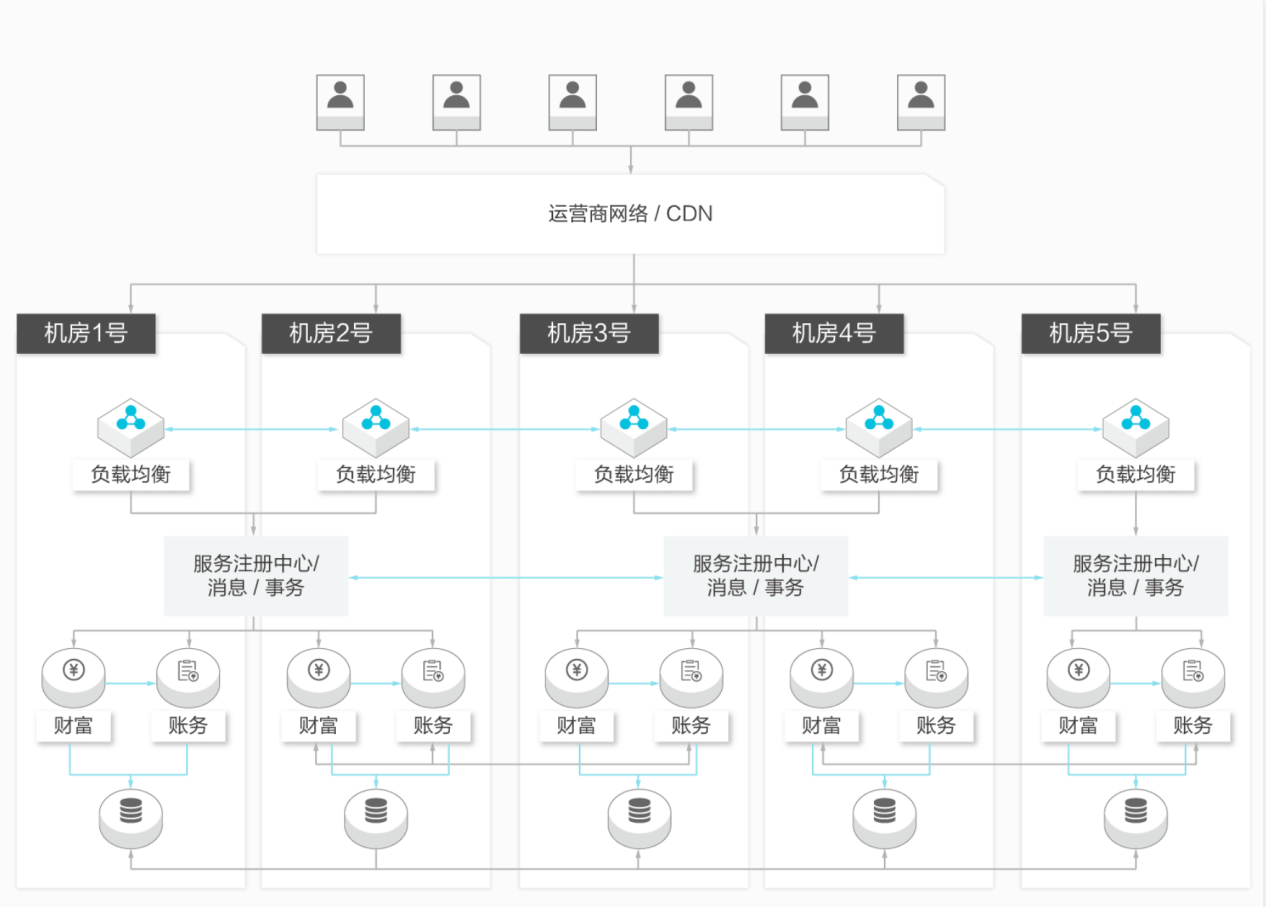 运营商网络 / CDN
机房1号
机房2号
机房3号
机房4号
机房5号
负载均衡
负载均衡
负载均衡
负载均衡
负载均衡
服务注册中心/
消息 / 事务
服务注册中心/
消息 / 事务
服务注册中心/
消息 / 事务
¥
¥
¥
¥
¥
财富
账务
财富
账务
财富
账务
财富
账务
财富
账务